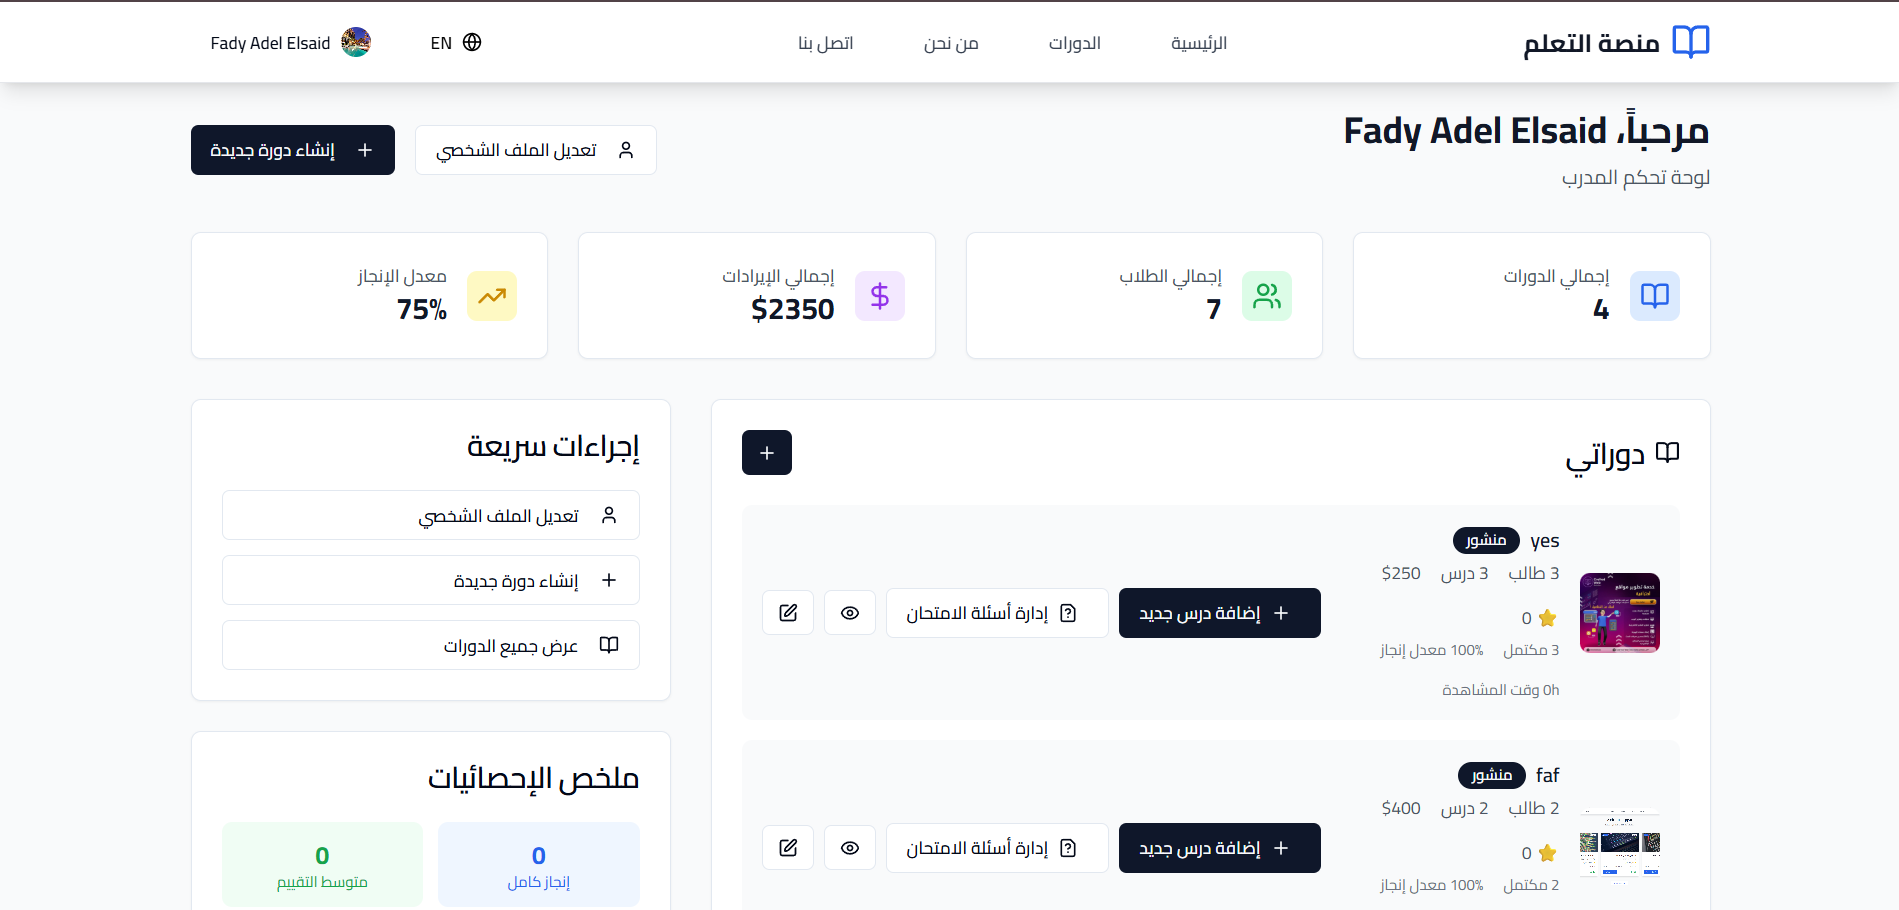 منصة التعلم
الرئيسية
الدورات
من نحن
اتصل بنا
EN
Fady Adel Elsaid
مرحباً، Fady Adel Elsaid
لوحة تحكم المدرب
تعديل الملف الشخصي
إنشاء دورة جديدة
إجمالي الدورات
4
إجمالي الطلاب
7
إجمالي الإيرادات
$2350
معدل الإنجاز
75%
دوراتي
yes منشور
3 طالب 3 درس $250
0
3 مكتمل 100% معدل إنجاز
0h وقت المشاهدة
إضافة درس جديد
إدارة أسئلة الامتحان
faf منشور
2 طالب 2 درس $400
0
2 مكتمل 100% معدل إنجاز
إضافة درس جديد
إدارة أسئلة الامتحان
إجراءات سريعة
تعديل الملف الشخصي
إنشاء دورة جديدة
عرض جميع الدورات
ملخص الإحصائيات
0
إنجاز كامل
0
متوسط التقييم